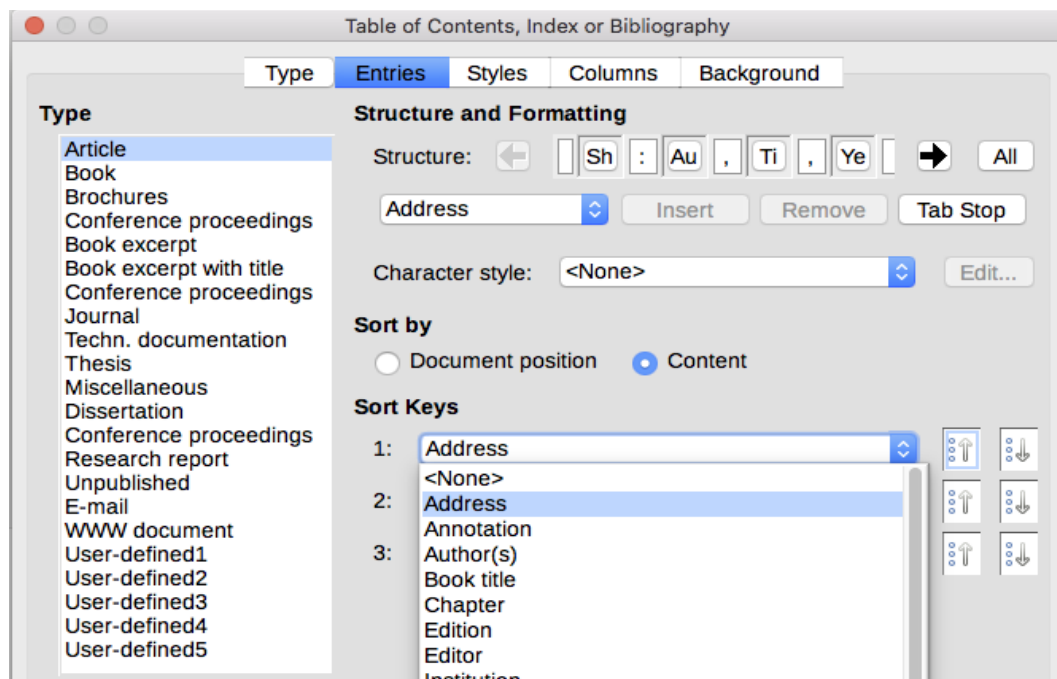 Table of Contents, Index or Bibliography
Type Entries Styles Columns Background
Type
Article
Book
Brochures
Conference proceedings
Book excerpt
Book excerpt with title
Conference proceedings
Journal
Techn. documentation
Thesis
Miscellaneous
Dissertation
Conference proceedings
Research report
Unpublished
E-mail
WWW document
User-defined1
User-defined2
User-defined3
User-defined4
User-defined5
Structure and Formatting
Structure: Sh : Au , Ti , Ye All
Address Insert Remove Tab Stop
Character style: <None> Edit...
Sort by
Document position Content
Sort Keys
1: Address
<None>
2: Address
Annotation
3: Author(s)
Book title
Chapter
Edition
Editor
Institution